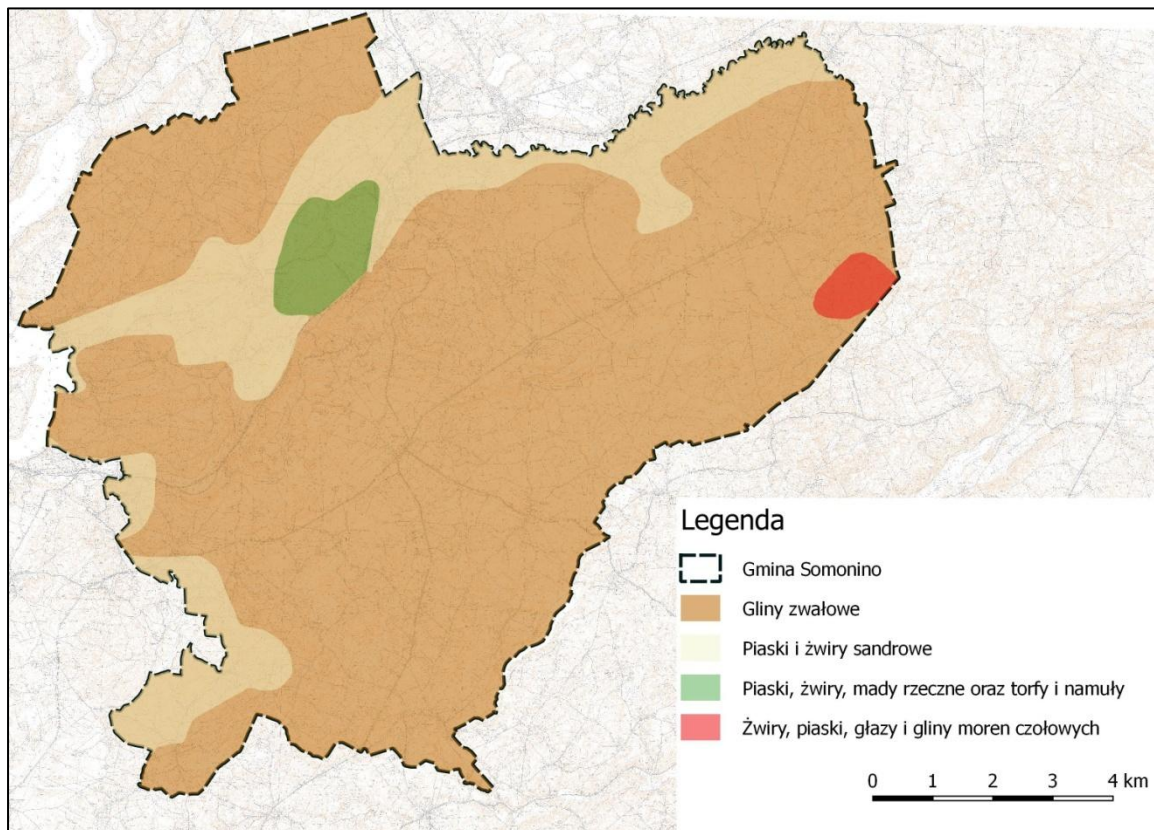 Legenda
Gmina Somonino
Gliny zwałowe
Piaski i żwiry sandrowe
Piaski, żwiry, mady rzeczne oraz torfy i namuły
Żwiry, piaski, głazy i gliny moren czołowych
0 1 2 3 4 km